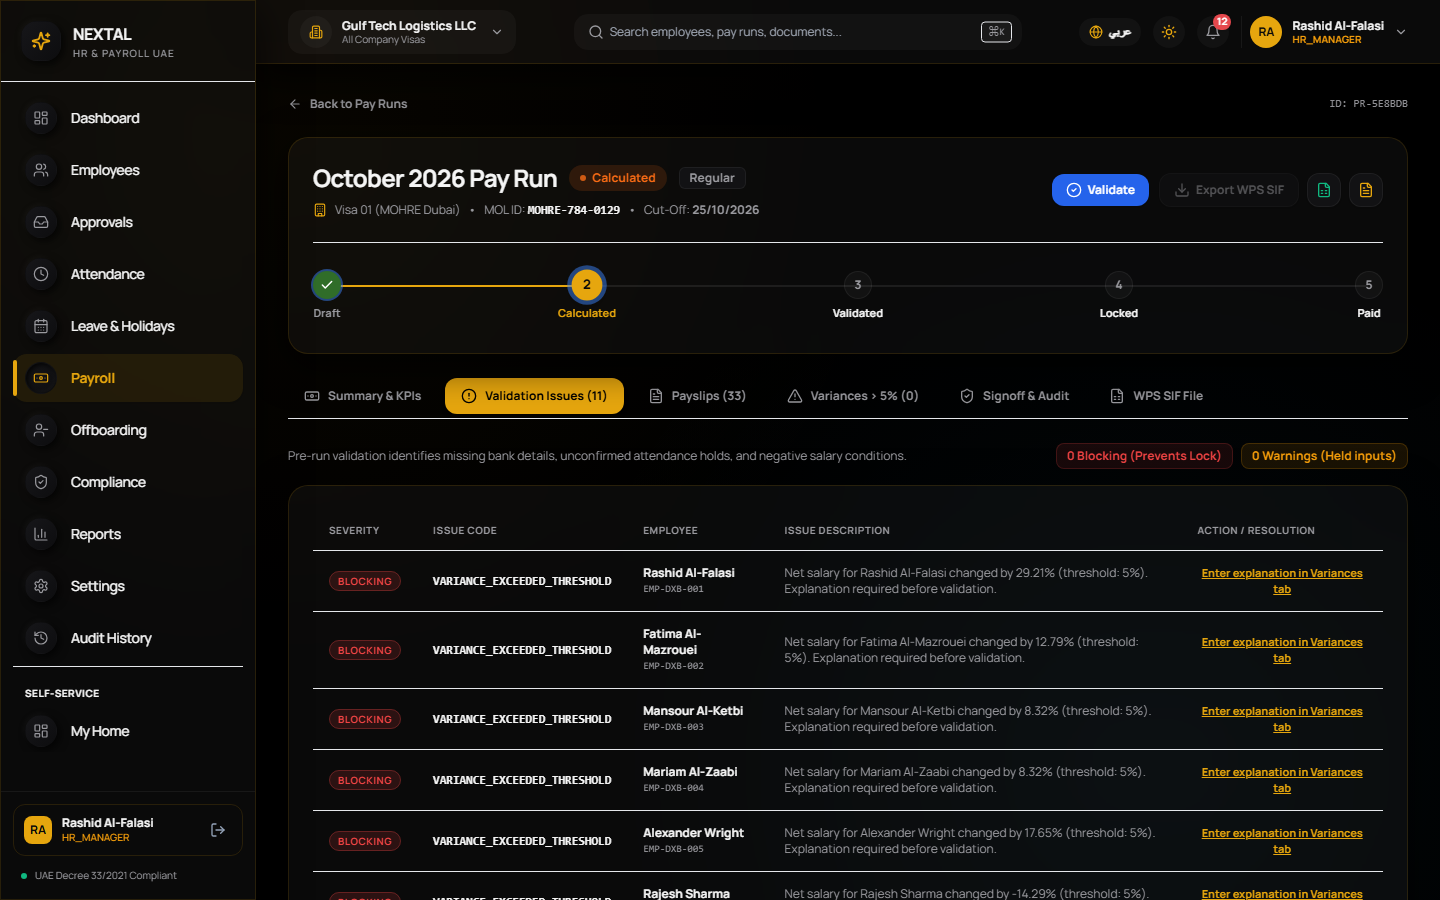 NEXTAL
HR & PAYROLL UAE
Gulf Tech Logistics LLC
All Company Visas
Search employees, pay runs, documents...
⌘K
عربي
12
RA
Rashid Al-Falasi
HR_MANAGER
Dashboard
Employees
Approvals
Attendance
Leave & Holidays
Payroll
Offboarding
Compliance
Reports
Settings
Audit History
SELF-SERVICE
My Home
RA
Rashid Al-Falasi
HR_MANAGER
UAE Decree 33/2021 Compliant
Back to Pay Runs
ID: PR-5E8BDB
October 2026 Pay Run
Calculated
Regular
Visa 01 (MOHRE Dubai) • MOL ID: MOHRE-784-0129 • Cut-Off: 25/10/2026
Validate
Export WPS SIF
2
3
4
5
Draft
Calculated
Validated
Locked
Paid
Summary & KPIs
Validation Issues (11)
Payslips (33)
Variances > 5% (0)
Signoff & Audit
WPS SIF File
Pre-run validation identifies missing bank details, unconfirmed attendance holds, and negative salary conditions.
0 Blocking (Prevents Lock)
0 Warnings (Held inputs)
SEVERITY
ISSUE CODE
EMPLOYEE
ISSUE DESCRIPTION
ACTION / RESOLUTION
BLOCKING
VARIANCE_EXCEEDED_THRESHOLD
Rashid Al-Falasi
EMP-DXB-001
Net salary for Rashid Al-Falasi changed by 29.21% (threshold: 5%).
Explanation required before validation.
Enter explanation in Variances
tab
BLOCKING
VARIANCE_EXCEEDED_THRESHOLD
Fatima Al-
Mazrouei
EMP-DXB-002
Net salary for Fatima Al-Mazrouei changed by 12.79% (threshold:
5%). Explanation required before validation.
Enter explanation in Variances
tab
BLOCKING
VARIANCE_EXCEEDED_THRESHOLD
Mansour Al-Ketbi
EMP-DXB-003
Net salary for Mansour Al-Ketbi changed by 8.32% (threshold: 5%).
Explanation required before validation.
Enter explanation in Variances
tab
BLOCKING
VARIANCE_EXCEEDED_THRESHOLD
Mariam Al-Zaabi
EMP-DXB-004
Net salary for Mariam Al-Zaabi changed by 8.32% (threshold: 5%).
Explanation required before validation.
Enter explanation in Variances
tab
BLOCKING
VARIANCE_EXCEEDED_THRESHOLD
Alexander Wright
EMP-DXB-005
Net salary for Alexander Wright changed by 17.65% (threshold: 5%).
Explanation required before validation.
Enter explanation in Variances
tab
BLOCKING
VARIANCE_EXCEEDED_THRESHOLD
Rajesh Sharma
Net salary for Rajesh Sharma changed by -14.29% (threshold: 5%).
Enter explanation in Variances